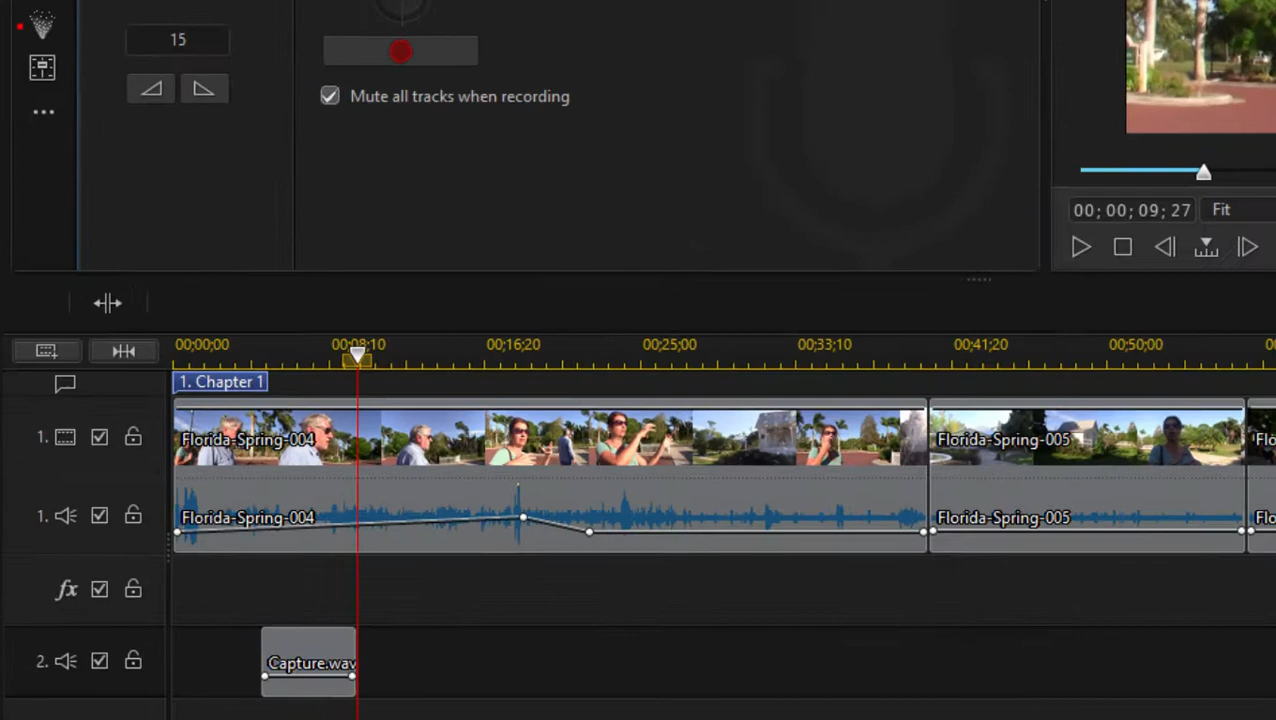 15
Mute all tracks when recording
00; 00; 09; 27
Fit
00;00;00
00;08;10
00;16;20
00;25;00
00;33;10
00;41;20
00;50;00
1. Chapter 1
1.
Florida-Spring-004
Florida-Spring-005
1.
Florida-Spring-004
Florida-Spring-005
fx
2.
Capture.wav